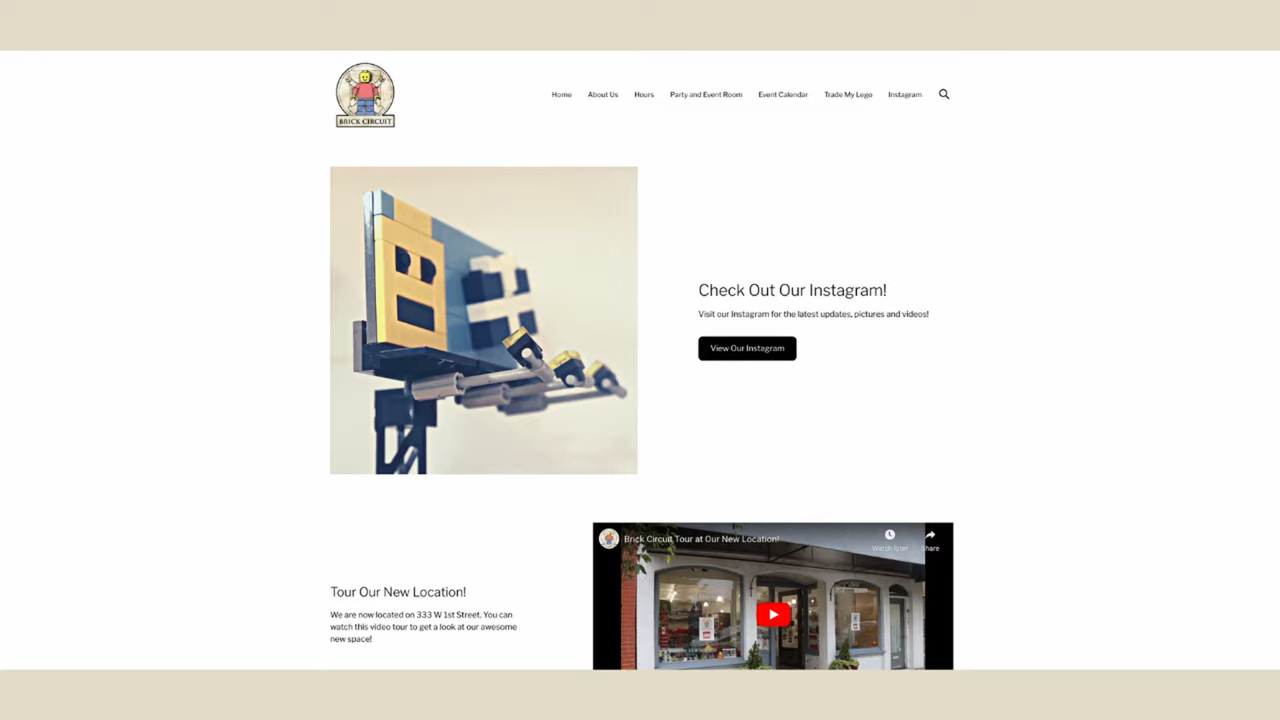 BRICK CIRCUIT
Home About Us Hours Party and Event Room Event Calendar Trade My Lego Instagram
Check Out Our Instagram!
Visit our Instagram for the latest updates, pictures and videos!
View Our Instagram
Brick Circuit Tour at Our New Location!
Watch later Share
Tour Our New Location!
We are now located on 333 W 1st Street. You can
watch this video tour to get a look at our awesome
new space!